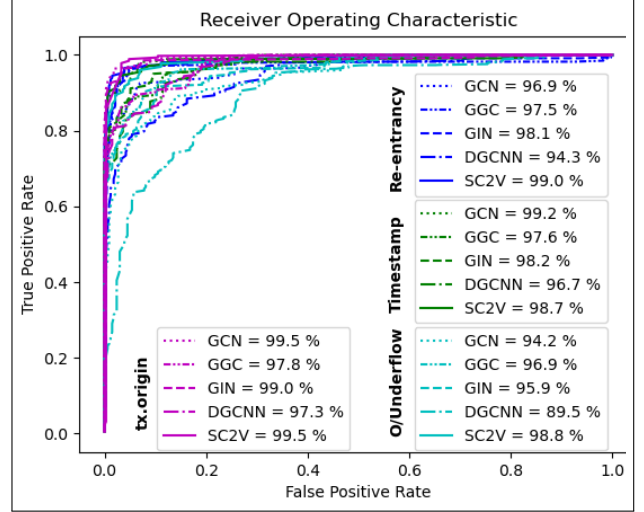 Receiver Operating Characteristic
True Positive Rate
1.0
0.8
0.6
0.4
0.2
0.0
Re-entrancy
GCN = 96.9 %
GGC = 97.5 %
GIN = 98.1 %
DGCNN = 94.3 %
SC2V = 99.0 %
Timestamp
GCN = 99.2 %
GGC = 97.6 %
GIN = 98.2 %
DGCNN = 96.7 %
SC2V = 98.7 %
tx.origin
GCN = 99.5 %
GGC = 97.8 %
GIN = 99.0 %
DGCNN = 97.3 %
SC2V = 99.5 %
O/Underflow
GCN = 94.2 %
GGC = 96.9 %
GIN = 95.9 %
DGCNN = 89.5 %
SC2V = 98.8 %
0.0 0.2 0.4 0.6 0.8 1.0
False Positive Rate